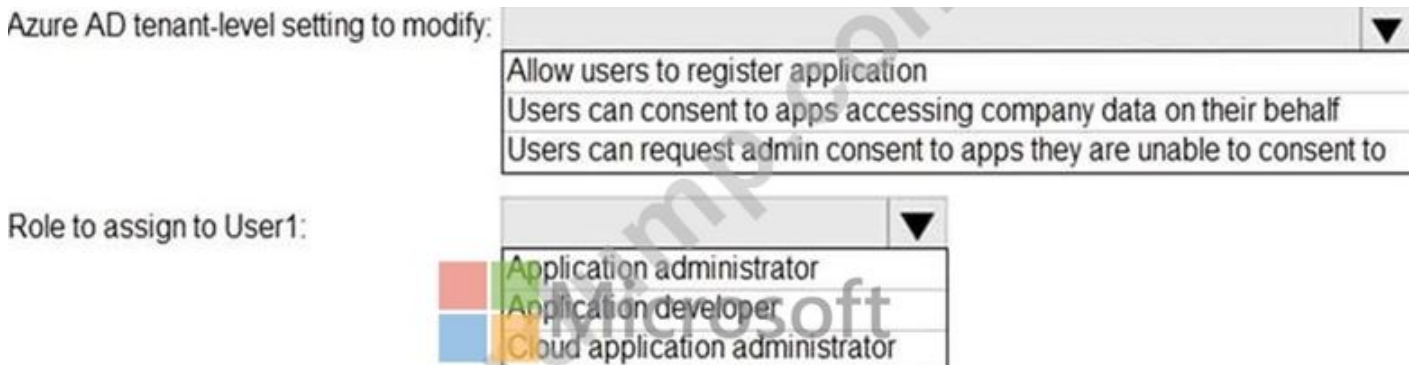 Azure AD tenant-level setting to modify:
Allow users to register application
Users can consent to apps accessing company data on their behalf
Users can request admin consent to apps they are unable to consent to
Role to assign to User1:
Application administrator
Application developer
Microsoft
Cloud application administrator